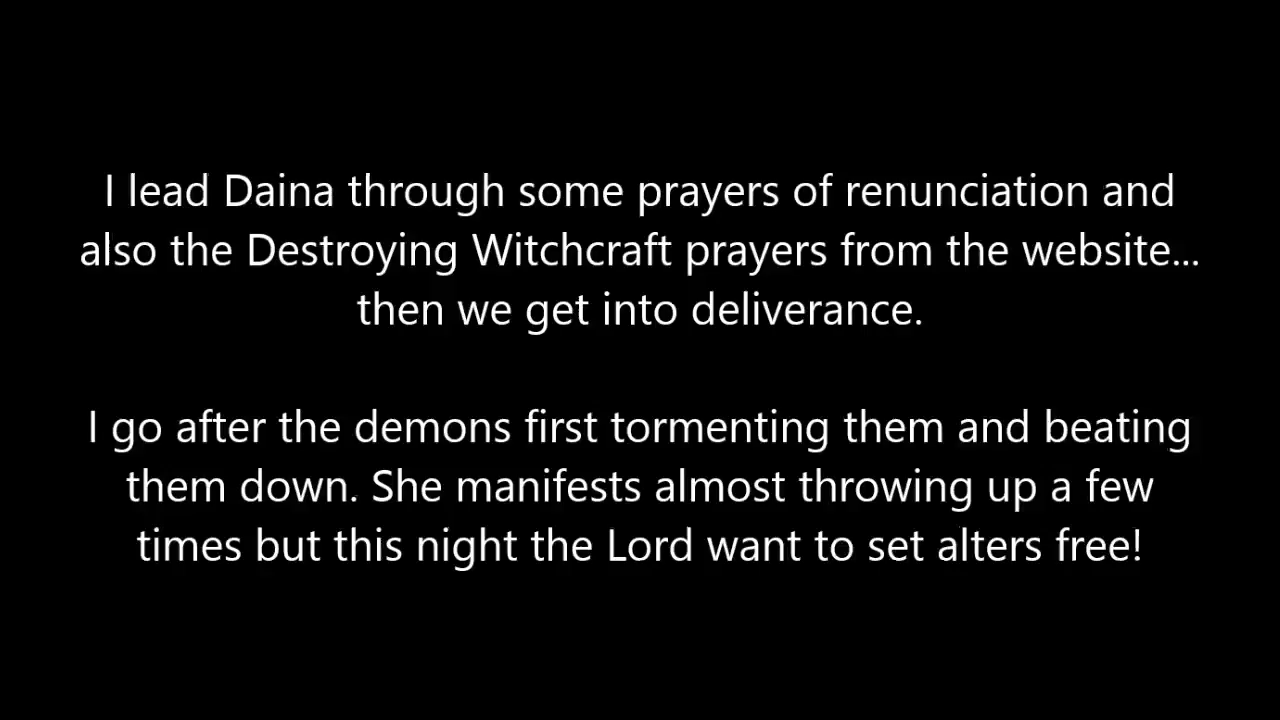 I lead Daina through some prayers of renunciation and
also the Destroying Witchcraft prayers from the website...
then we get into deliverance.
I go after the demons first tormenting them and beating
them down. She manifests almost throwing up a few
times but this night the Lord want to set alters free!